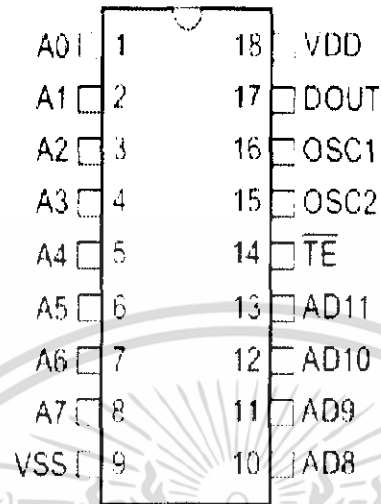 A0 1 18 VDD
A1 2 17 DOUT
A2 3 16 OSC1
A3 4 15 OSC2
A4 5 14 TE
A5 6 13 AD11
A6 7 12 AD10
A7 8 11 AD9
VSS 9 10 AD8